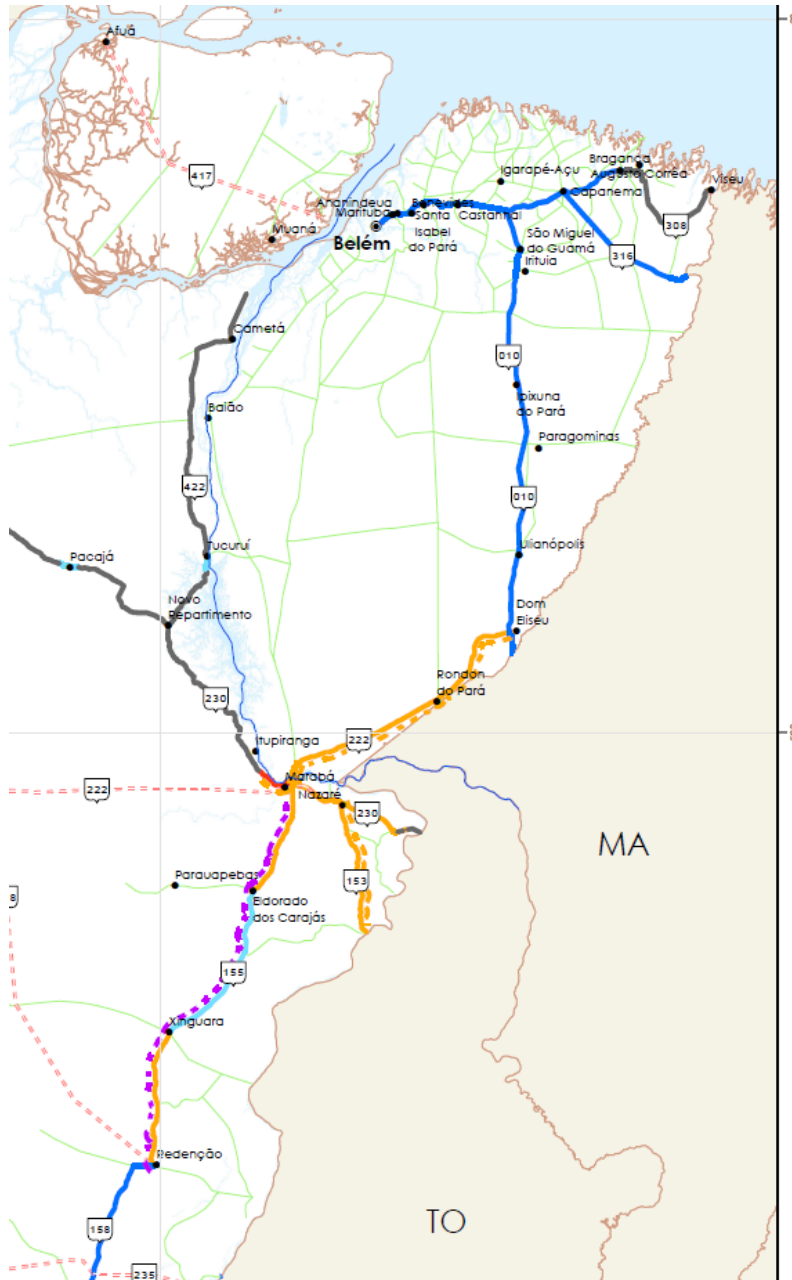 Afuá
417
Muaná
Igarapé-Açu
Bragança
Augusto Corrêa
Viseu
Capanema
308
Ananindeua
Marituba
Benevides
Santa
Isabel
do Pará
Castanhal
Belém
São Miguel
do Guamá
Irituia
316
Cametá
010
Ipixuna
do Pará
Baião
Paragominas
422
010
Tucuruí
Ulianópolis
Pacajá
Novo
Repartimento
Dom
Eliseu
230
Rondon
do Pará
222
Itupiranga
Marabá
222
Nazaré
230
MA
Parauapebas
153
Eldorado
dos Carajás
155
Xinguara
Redenção
158
TO
235